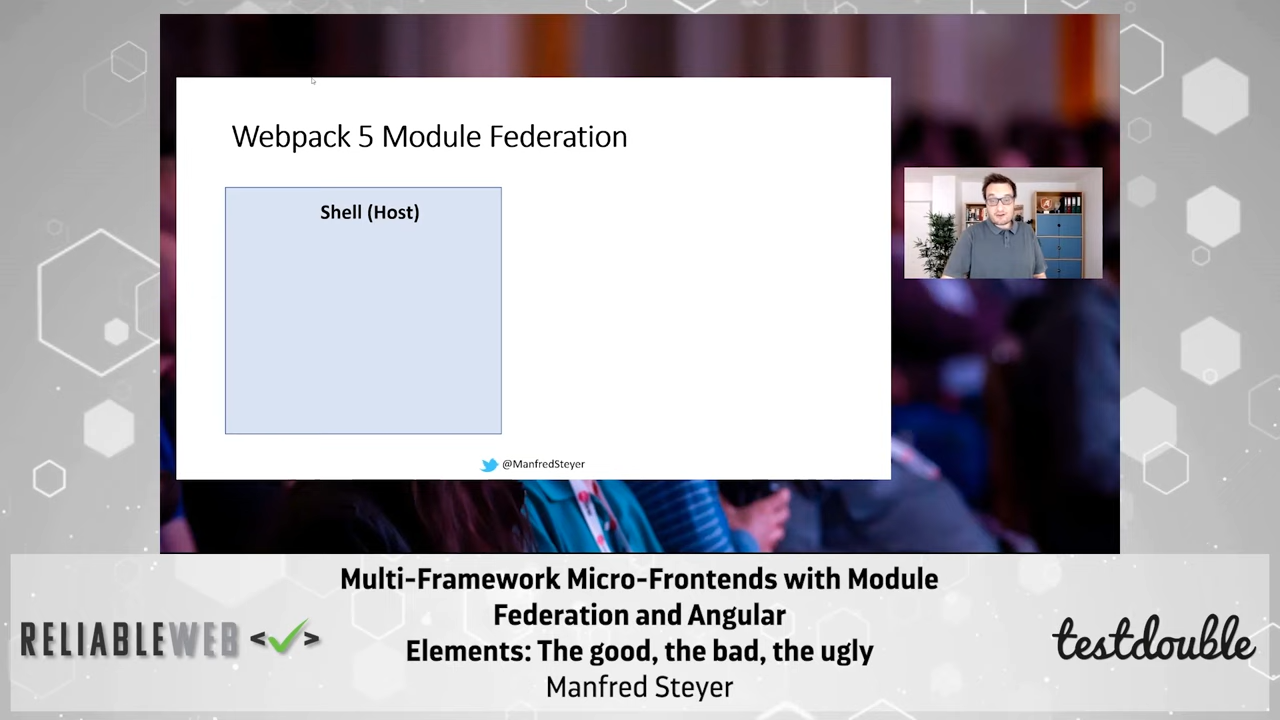 Webpack 5 Module Federation
Shell (Host)
@ManfredSteyer
Multi-Framework Micro-Frontends with Module
Federation and Angular
Elements: The good, the bad, the ugly
Manfred Steyer
RELIABLEWEB <✓>
testdouble